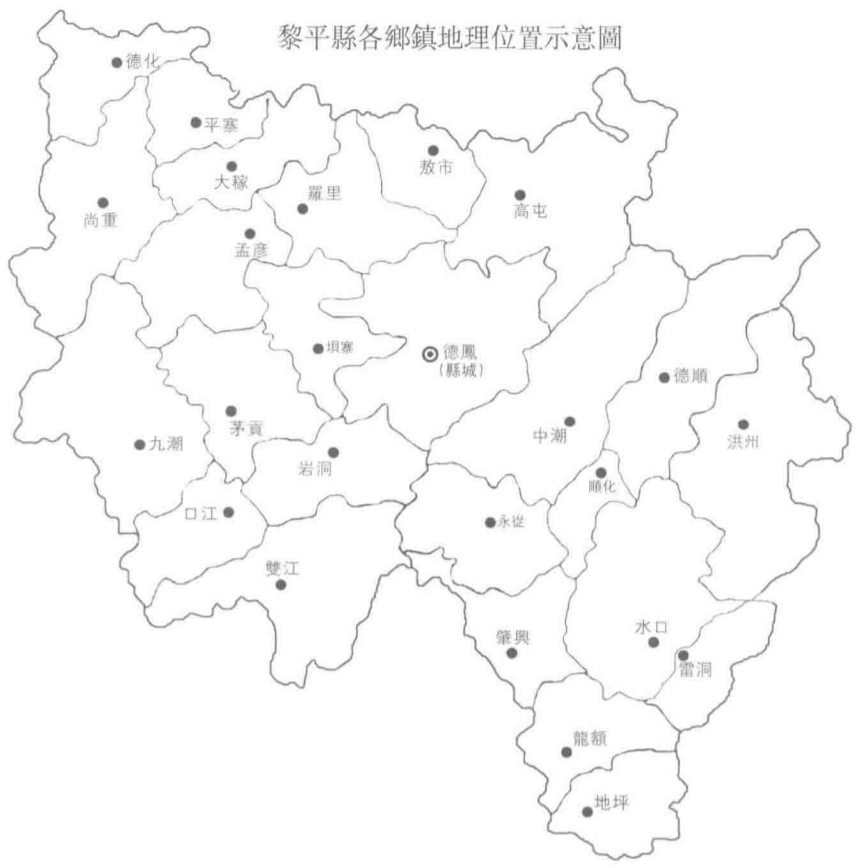 黎平縣各鄉鎮地理位置示意圖
德化
平寨
敖市
大稼
羅里
高屯
尚重
孟彦
垻寨
德鳳
(縣城)
德順
茅貢
中潮
洪州
九潮
岩洞
順化
口江
永從
雙江
水口
肇興
雷洞
龍額
地坪